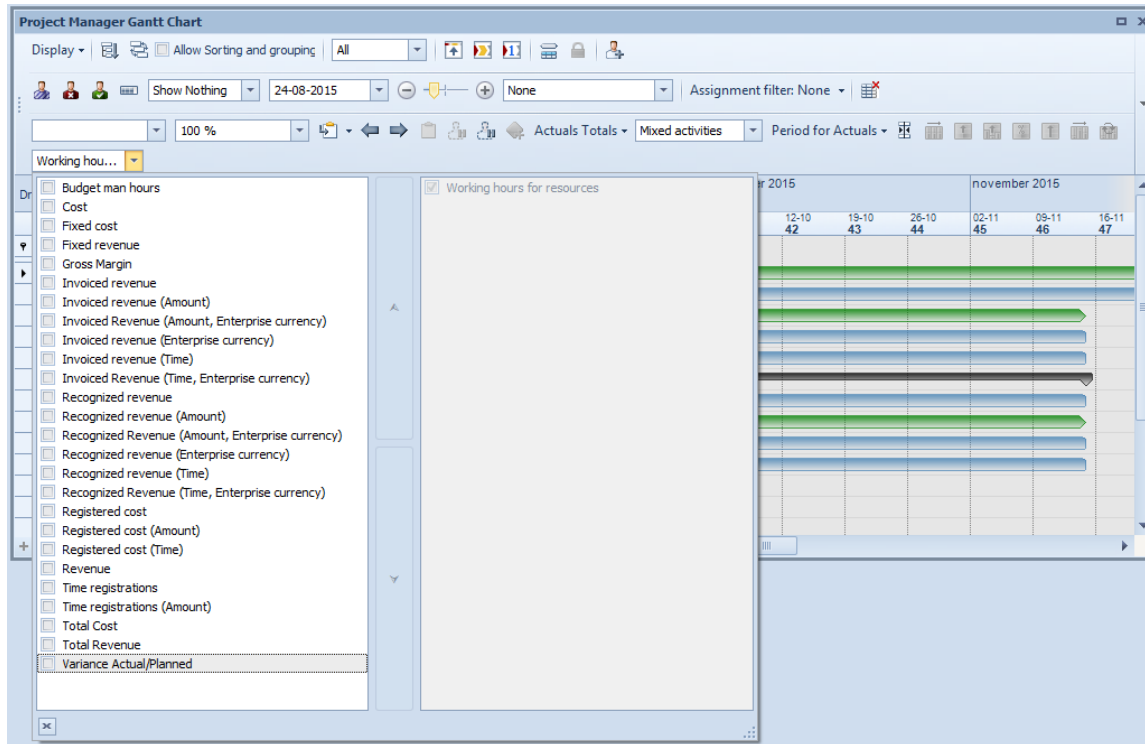 Project Manager Gantt Chart
Display Allow Sorting and grouping All
Show Nothing 24-08-2015 None Assignment filter: None
100 % Actuals Totals Mixed activities Period for Actuals
Working hou...
Dr
Budget man hours
Cost
Fixed cost
Fixed revenue
Gross Margin
Invoiced revenue
Invoiced revenue (Amount)
Invoiced Revenue (Amount, Enterprise currency)
Invoiced revenue (Enterprise currency)
Invoiced revenue (Time)
Invoiced Revenue (Time, Enterprise currency)
Recognized revenue
Recognized revenue (Amount)
Recognized Revenue (Amount, Enterprise currency)
Recognized revenue (Enterprise currency)
Recognized revenue (Time)
Recognized Revenue (Time, Enterprise currency)
Registered cost
Registered cost (Amount)
Registered cost (Time)
Revenue
Time registrations
Time registrations (Amount)
Total Cost
Total Revenue
Variance Actual/Planned
Working hours for resources
er 2015 november 2015
12-10 19-10 26-10 02-11 09-11 16-11
42 43 44 45 46 47